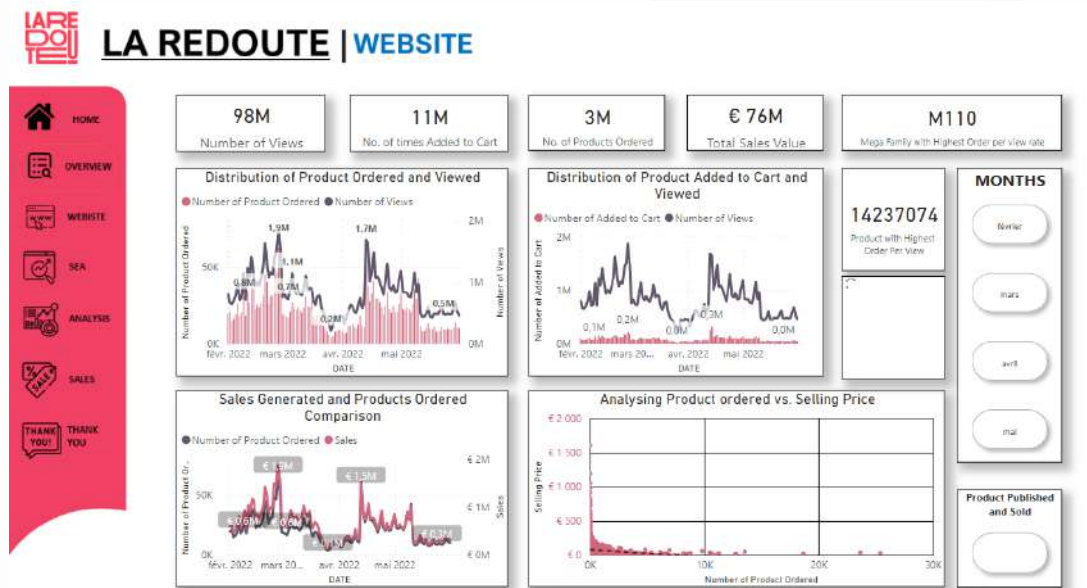 LA REDOUTE
LA REDOUTE | WEBSITE
HOME
OVERVIEW
WEBISTE
SEA
ANALYSIS
SALES
THANK YOU!
THANK
YOU
98M
Number of Views
11M
No. of times Added to Cart
3M
No. of Products Ordered
€ 76M
Total Sales Value
M110
Mega Family with Highest Order per view rate
Distribution of Product Ordered and Viewed
Number of Product Ordered Number of Views
Number of Product Ordered
50K
0K
1,9M
1,7M
1,1M
0,8M
0,7M
0,2M
0,5M
2M
1M
0M
Number of Views
févr. 2022 mars 2022 avr. 2022 mai 2022
DATE
Distribution of Product Added to Cart and
Viewed
Number of Added to Cart Number of Views
Number of Added to Cart
2M
1M
0M
0,1M
0,2M
0,0M
0,3M
0,0M
févr. 2022 mars 20... avr. 2022 mai 2022
DATE
14237074
Product with Highest
Order Per View
MONTHS
février
mars
avril
mai
Sales Generated and Products Ordered
Comparison
Number of Product Ordered Sales
Number of Product Or...
50K
0K
€ 1,9M
€ 1,5M
€ 0,6M
€ 0,3M
€ 2M
€ 1M
€ 0M
Sales
févr. 2022 mars 20... avr. 2022 mai 2022
DATE
Analysing Product ordered vs. Selling Price
Selling Price
€ 2 000
€ 1 500
€ 1 000
€ 500
€ 0
0K 10K 20K 30K
Number of Product Ordered
Product Published
and Sold